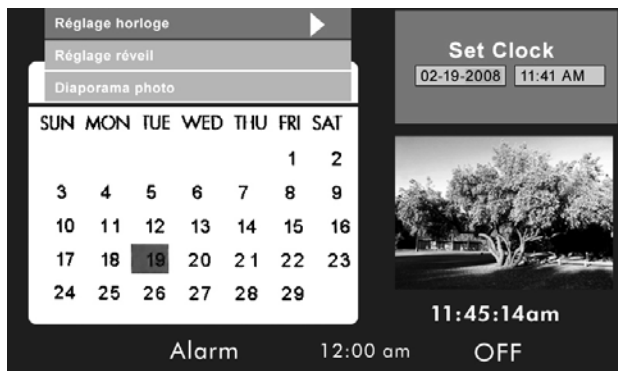 Réglage horloge
Réglage réveil
Diaporama photo
SUN MON TUE WED THU FRI SAT
1 2
3 4 5 6 7 8 9
10 11 12 13 14 15 16
17 18 19 20 21 22 23
24 25 26 27 28 29
Set Clock
02-19-2008 11:41 AM
11:45:14am
Alarm 12:00 am OFF